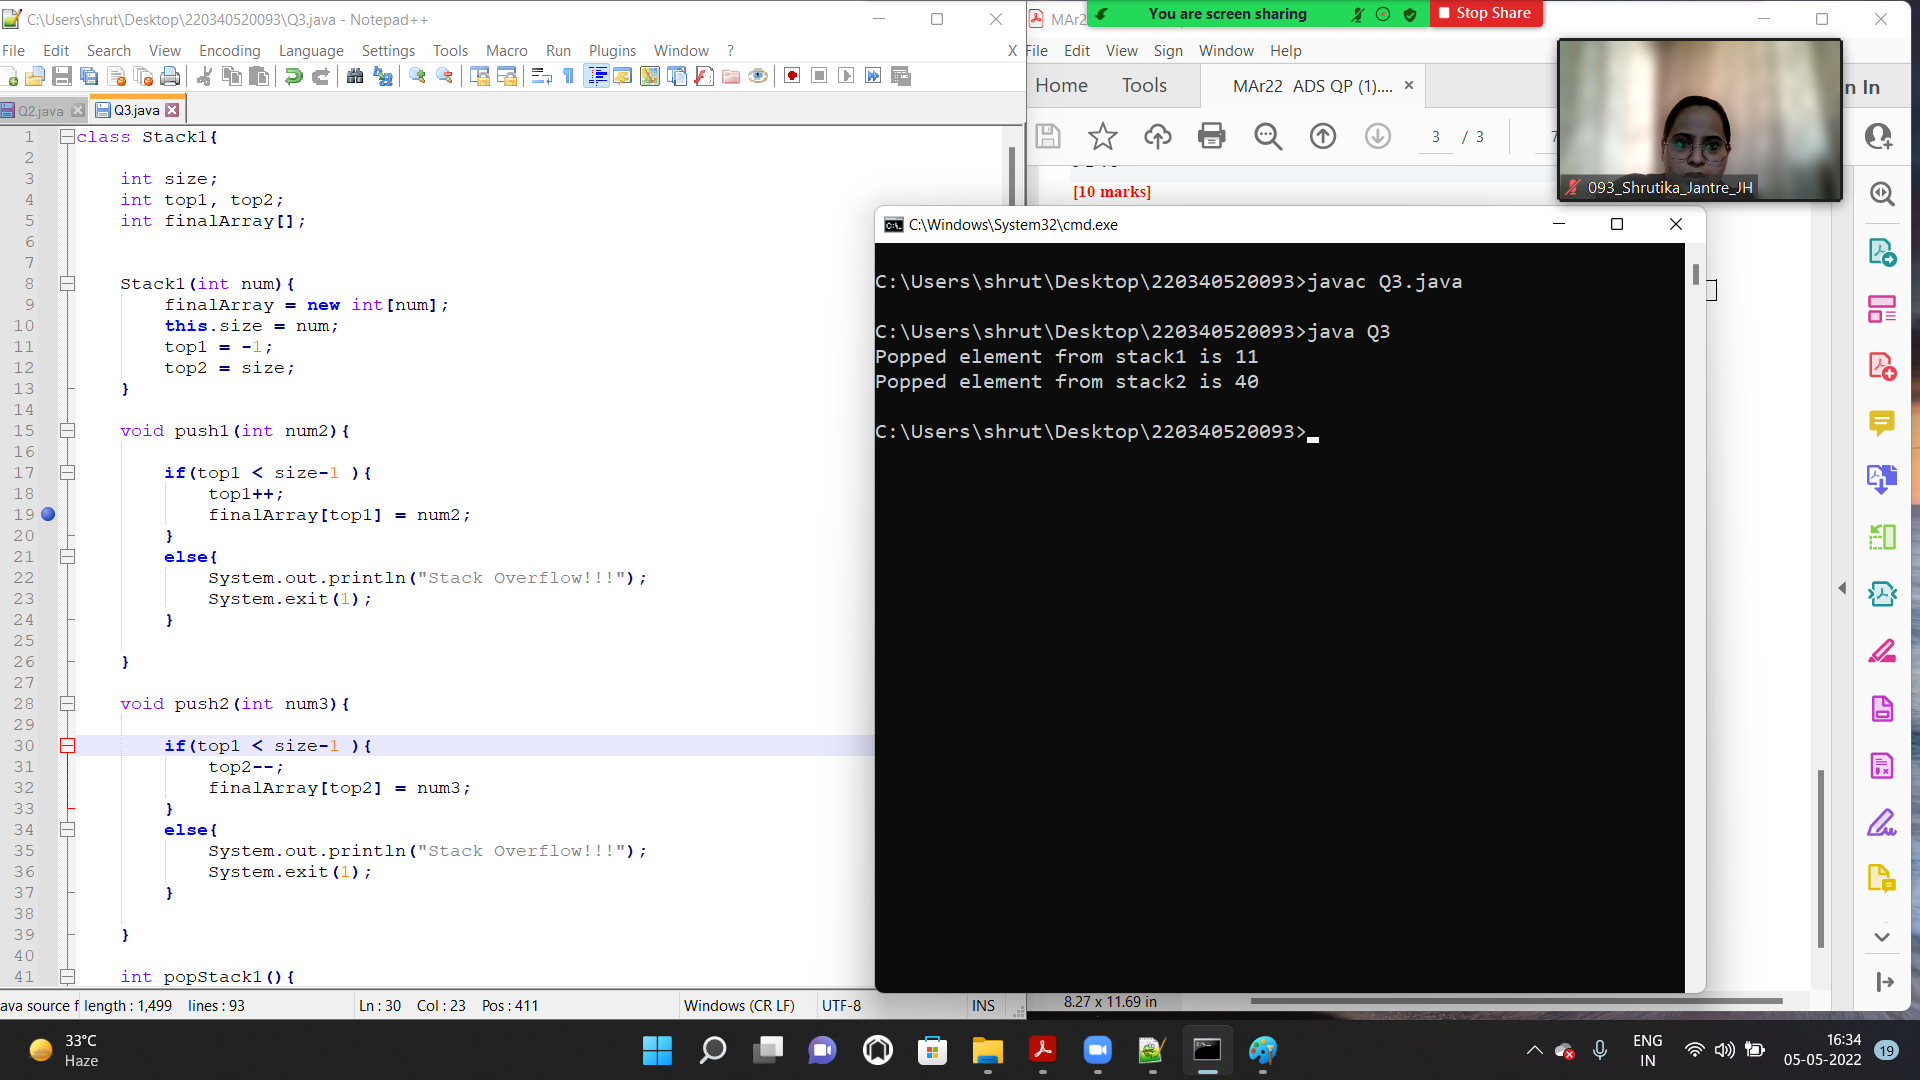 C:\Users\shrut\Desktop\220340520093\Q3.java - Notepad++
File Edit Search View Encoding Language Settings Tools Macro Run Plugins Window ? X
Q2.java Q3.java
1 class Stack1{
2
3 int size;
4 int top1, top2;
5 int finalArray[];
6
7
8 Stack1(int num){
9 finalArray = new int[num];
10 this.size = num;
11 top1 = -1;
12 top2 = size;
13 }
14
15 void push1(int num2){
16
17 if(top1 < size-1 ){
18 top1++;
19 finalArray[top1] = num2;
20 }
21 else{
22 System.out.println("Stack Overflow!!!");
23 System.exit(1);
24 }
25
26 }
27
28 void push2(int num3){
29
30 if(top1 < size-1 ){
31 top2--;
32 finalArray[top2] = num3;
33 }
34 else{
35 System.out.println("Stack Overflow!!!");
36 System.exit(1);
37 }
38
39 }
40
41 int popStack1(){
ava source f length : 1,499 lines : 93 Ln : 30 Col : 23 Pos : 411 Windows (CR LF) UTF-8 INS
MAr2
You are screen sharing Stop Share
File Edit View Sign Window Help
Home Tools MAr22 ADS QP (1).... × n In
3 / 3 7
[10 marks]
093_Shrutika_Jantre_JH
C:\Windows\System32\cmd.exe
C:\Users\shrut\Desktop\220340520093>javac Q3.java
C:\Users\shrut\Desktop\220340520093>java Q3
Popped element from stack1 is 11
Popped element from stack2 is 40
C:\Users\shrut\Desktop\220340520093>
8.27 x 11.69 in
33°C
Haze
ENG
IN
16:34
05-05-2022
19